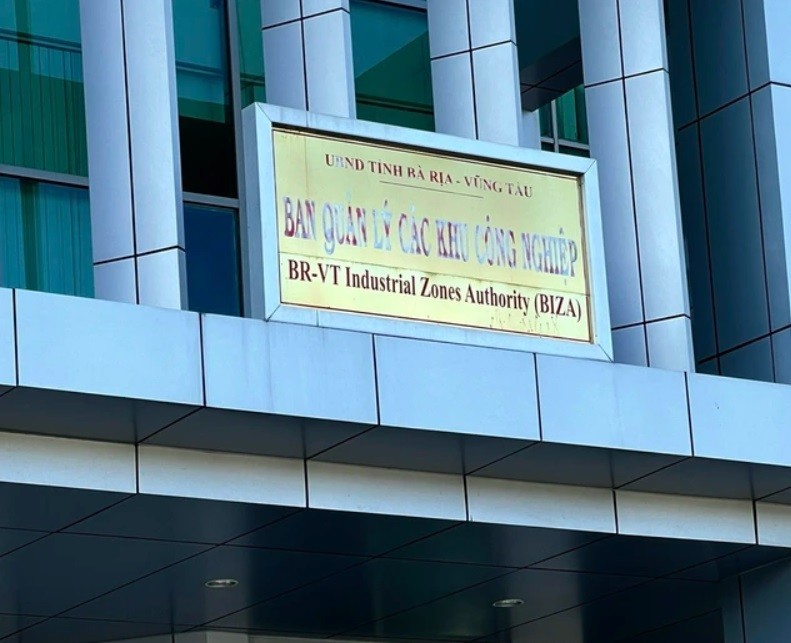 UBND TỈNH BÀ RỊA - VŨNG TÀU
BAN QUẢN LÝ CÁC KHU CÔNG NGHIỆP
BR-VT Industrial Zones Authority (BIZA)